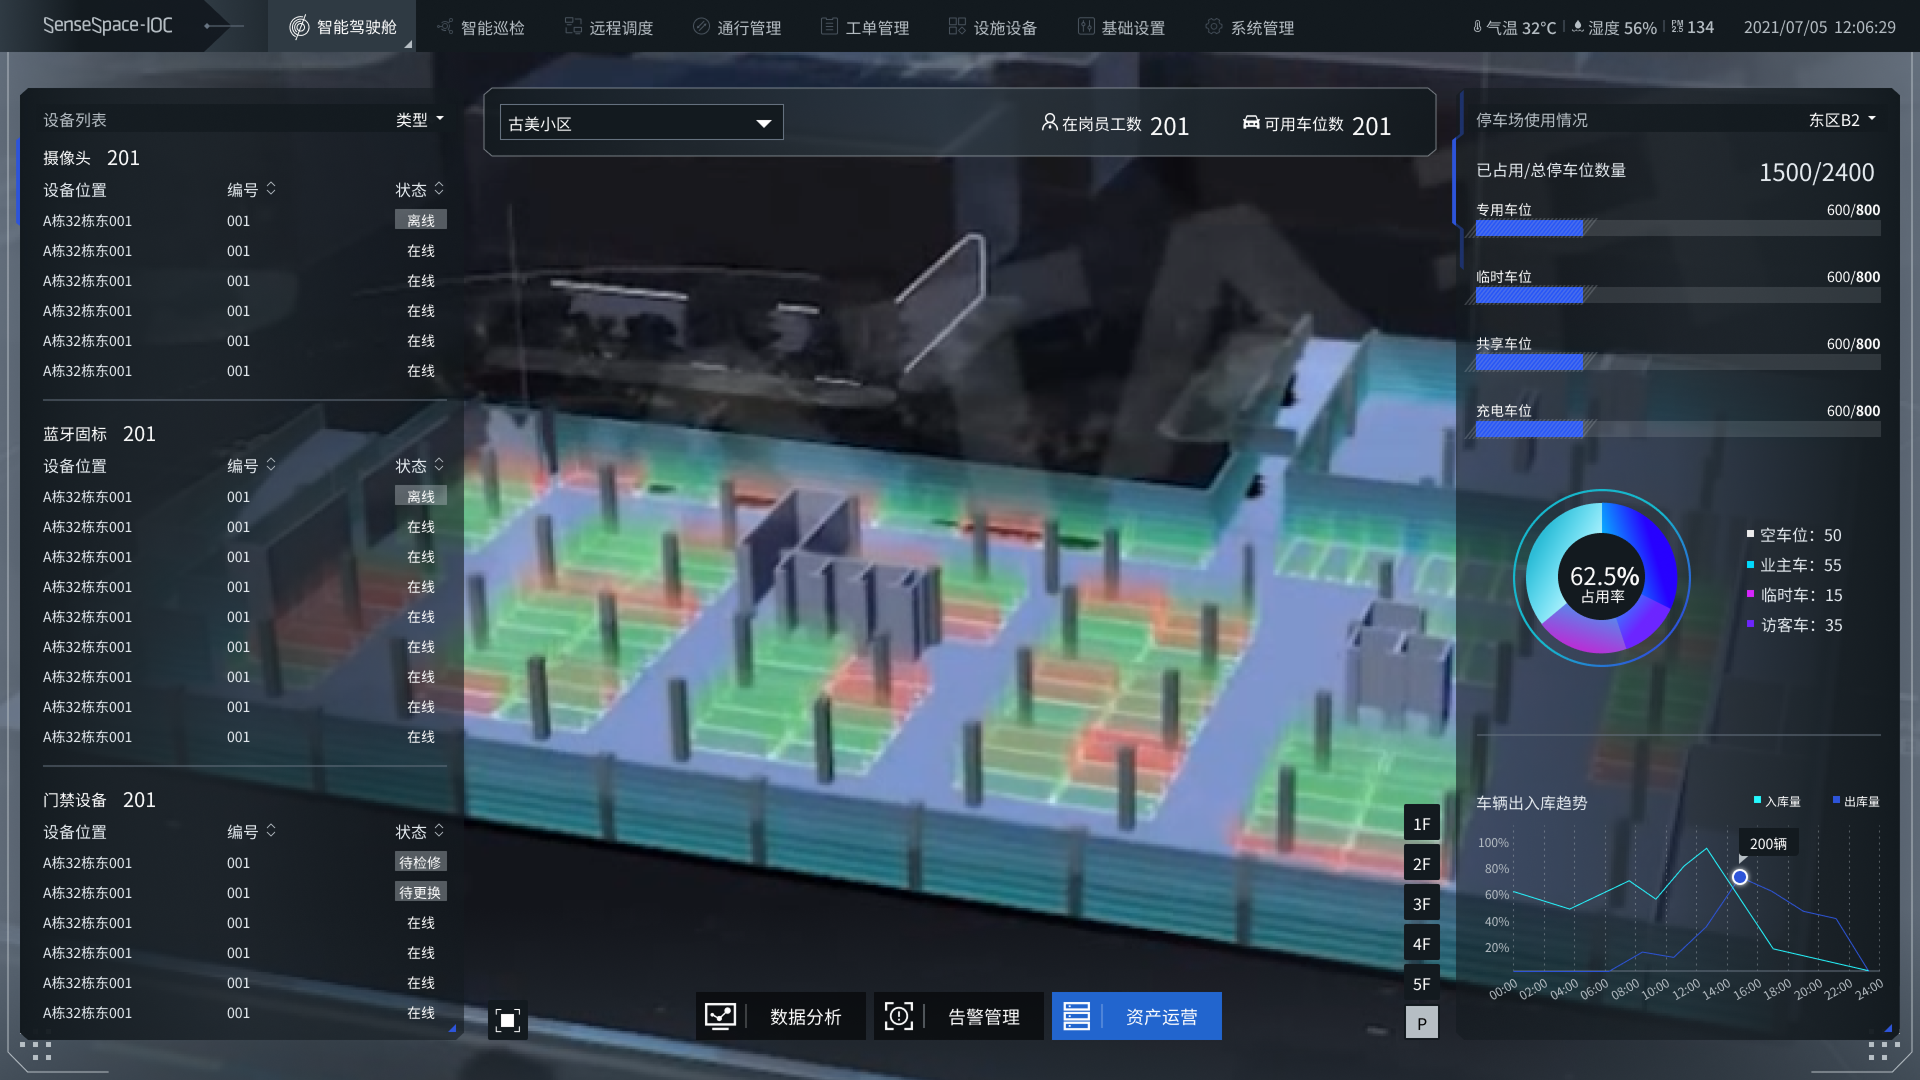 SenseSpace-IOC
智能驾驶舱
智能巡检
远程调度
通行管理
工单管理
设施设备
基础设置
系统管理
气温 32°C
湿度 56%
PM 2.5 134
2021/07/05 12:06:29
设备列表 类型
摄像头 201
设备位置 编号 状态
A栋32栋东001 001 离线
A栋32栋东001 001 在线
A栋32栋东001 001 在线
A栋32栋东001 001 在线
A栋32栋东001 001 在线
A栋32栋东001 001 在线
蓝牙固标 201
设备位置 编号 状态
A栋32栋东001 001 离线
A栋32栋东001 001 在线
A栋32栋东001 001 在线
A栋32栋东001 001 在线
A栋32栋东001 001 在线
A栋32栋东001 001 在线
A栋32栋东001 001 在线
A栋32栋东001 001 在线
A栋32栋东001 001 在线
门禁设备 201
设备位置 编号 状态
A栋32栋东001 001 待检修
A栋32栋东001 001 待更换
A栋32栋东001 001 在线
A栋32栋东001 001 在线
A栋32栋东001 001 在线
A栋32栋东001 001 在线
古美小区
在岗员工数 201
可用车位数 201
1F
2F
3F
4F
5F
P
数据分析
告警管理
资产运营
停车场使用情况 东区B2
已占用/总停车位数量 1500/2400
专用车位 600/800
临时车位 600/800
共享车位 600/800
充电车位 600/800
62.5%
占用率
空车位：50
业主车：55
临时车：15
访客车：35
车辆出入库趋势 入库量 出库量
200辆
100%
80%
60%
40%
20%
00:00 02:00 04:00 06:00 08:00 10:00 12:00 14:00 16:00 18:00 20:00 22:00 24:00